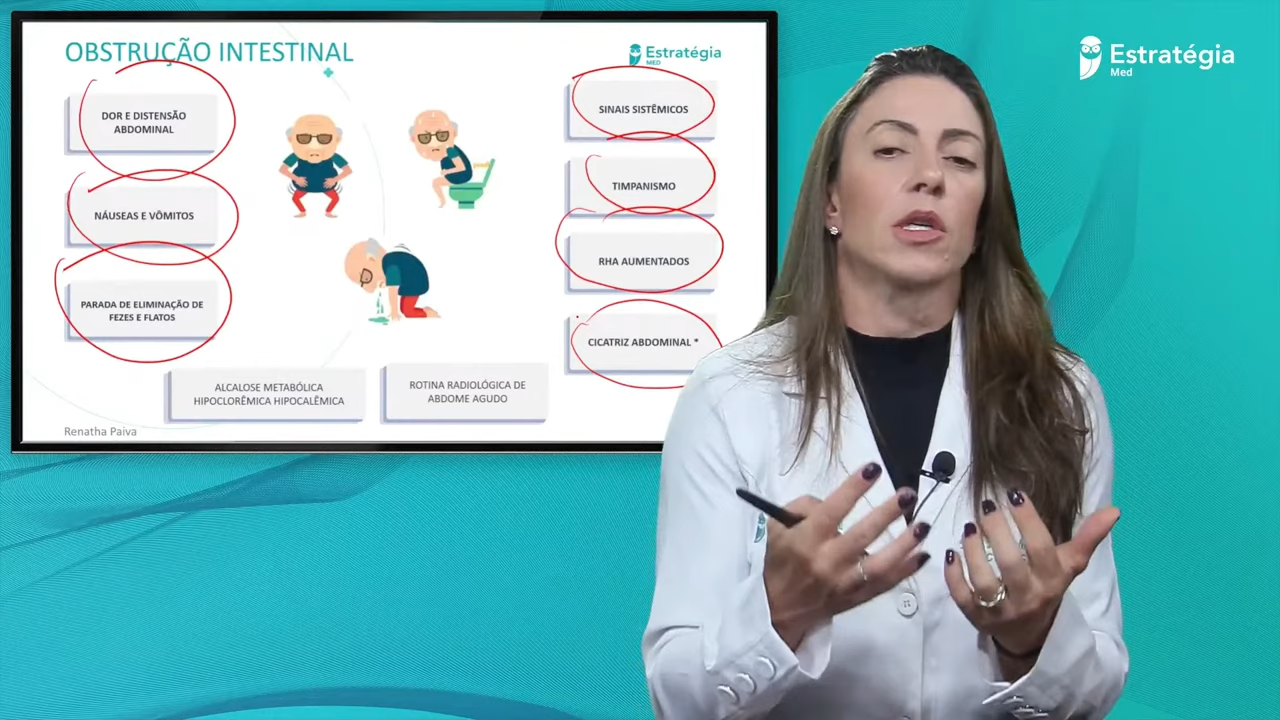 OBSTRUÇÃO INTESTINAL
Estratégia
MED
DOR E DISTENSÃO
ABDOMINAL
NÁUSEAS E VÔMITOS
PARADA DE ELIMINAÇÃO DE
FEZES E FLATOS
SINAIS SISTÊMICOS
TIMPANISMO
RHA AUMENTADOS
CICATRIZ ABDOMINAL *
ALCALOSE METABÓLICA
HIPOCLORÊMICA HIPOCALÊMICA
ROTINA RADIOLÓGICA DE
ABDOME AGUDO
Renatha Paiva
Estratégia
Med